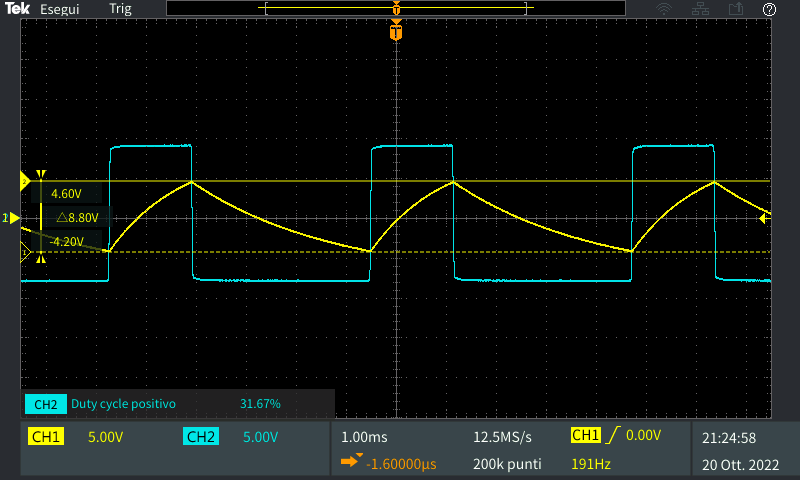 Tek Esegui Trig
T
T
2
4.60V
△8.80V
-4.20V
1
CH2 Duty cycle positivo 31.67%
CH1 5.00V CH2 5.00V 1.00ms 12.5MS/s CH1 0.00V 21:24:58
-1.60000µs 200k punti 191Hz 20 Ott. 2022